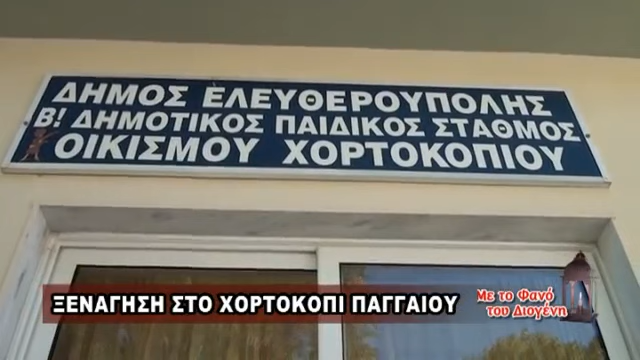 ΔΗΜΟΣ ΕΛΕΥΘΕΡΟΥΠΟΛΗΣ
Β! ΔΗΜΟΤΙΚΟΣ ΠΑΙΔΙΚΟΣ ΣΤΑΘΜΟΣ
ΟΙΚΙΣΜΟΥ ΧΟΡΤΟΚΟΠΙΟΥ
ΞΕΝΑΓΗΣΗ ΣΤΟ ΧΟΡΤΟΚΟΠΙ ΠΑΓΓΑΙΟΥ
Με το Φανό
του Διογένη